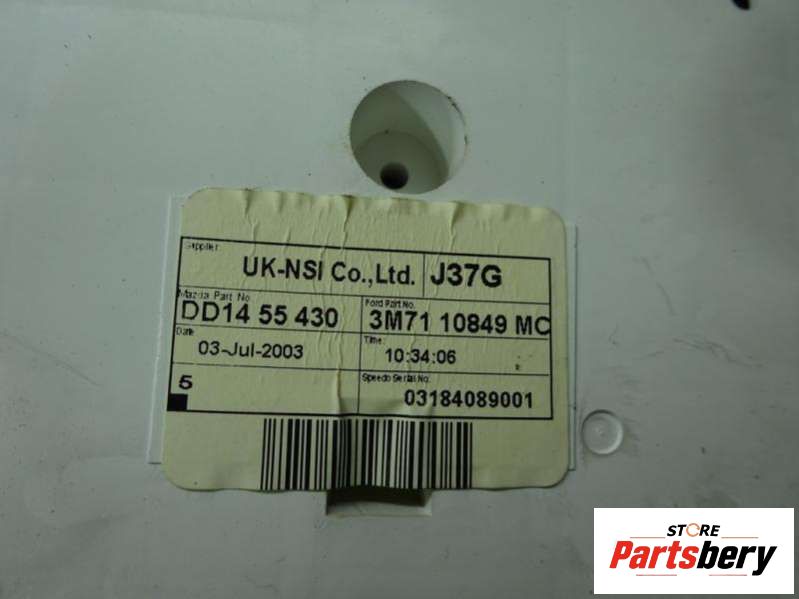 Supplier
UK-NSI Co.,Ltd. J37G
Mazda Part No Ford Part No.
DD14 55 430 3M71 10849 MC
Date Time:
03-Jul-2003 10:34:06
Speedo Serial No:
5 03184089001
STORE
Partsbery